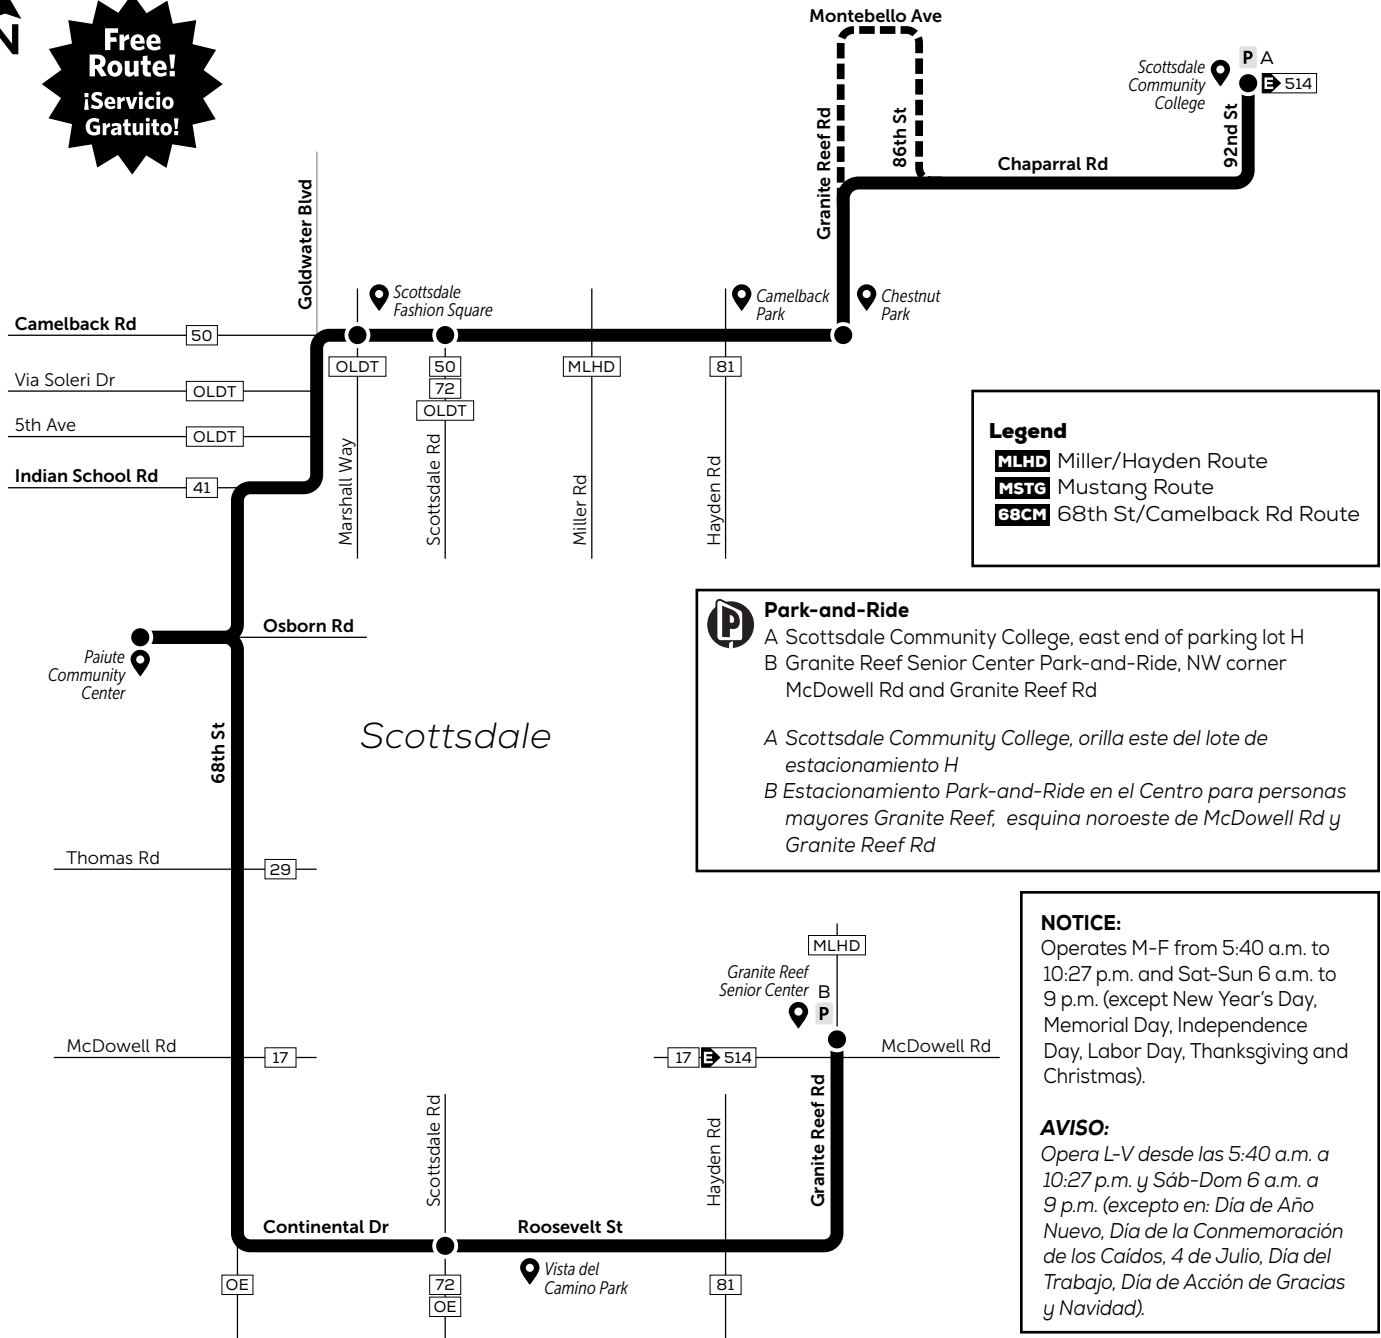 Free
Route!
¡Servicio
Gratuito!
Montebello Ave
Granite Reef Rd
86th St
Chaparral Rd
92nd St
Scottsdale
Community
College
P A
E 514
Goldwater Blvd
Scottsdale
Fashion Square
Camelback
Park
Chestnut
Park
Camelback Rd
50
Via Soleri Dr
OLDT
5th Ave
OLDT
Indian School Rd
41
OLDT
50
72
OLDT
MLHD
81
Marshall Way
Scottsdale Rd
Miller Rd
Hayden Rd
Legend
MLHD Miller/Hayden Route
MSTG Mustang Route
68CM 68th St/Camelback Rd Route
Osborn Rd
Paiute
Community
Center
68th St
Scottsdale
P
Park-and-Ride
A Scottsdale Community College, east end of parking lot H
B Granite Reef Senior Center Park-and-Ride, NW corner
McDowell Rd and Granite Reef Rd
A Scottsdale Community College, orilla este del lote de
estacionamiento H
B Estacionamiento Park-and-Ride en el Centro para personas
mayores Granite Reef, esquina noroeste de McDowell Rd y
Granite Reef Rd
Thomas Rd
29
McDowell Rd
17
MLHD
Granite Reef
Senior Center
B
P
17 E 514
McDowell Rd
Granite Reef Rd
Scottsdale Rd
Hayden Rd
Continental Dr
Roosevelt St
Vista del
Camino Park
OE
72
OE
81
NOTICE:
Operates M-F from 5:40 a.m. to
10:27 p.m. and Sat-Sun 6 a.m. to
9 p.m. (except New Year's Day,
Memorial Day, Independence
Day, Labor Day, Thanksgiving and
Christmas).
AVISO:
Opera L-V desde las 5:40 a.m. a
10:27 p.m. y Sáb-Dom 6 a.m. a
9 p.m. (excepto en: Día de Año
Nuevo, Día de la Conmemoración
de los Caídos, 4 de Julio, Día del
Trabajo, Día de Acción de Gracias
y Navidad).